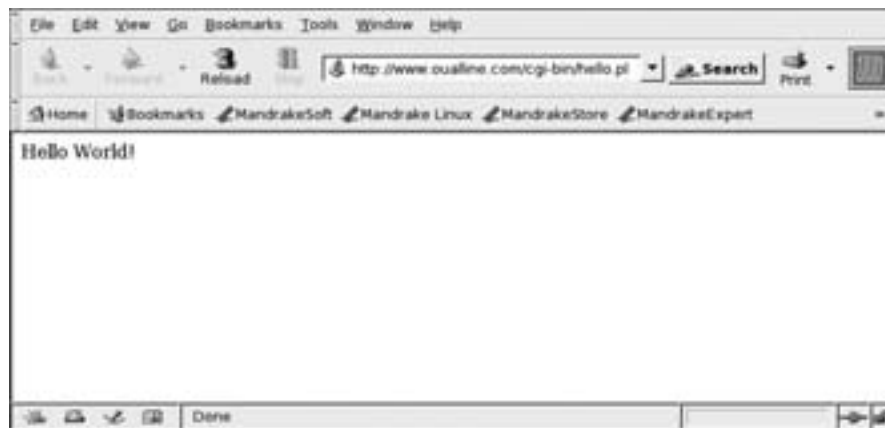 File Edit View Go Bookmarks Tools Window Help
Back Forward Reload Stop http://www.oualline.com/cgi-bin/hello.pl Search Print
Home Bookmarks MandrakeSoft Mandrake Linux MandrakeStore MandrakeExpert
Hello World!
Done